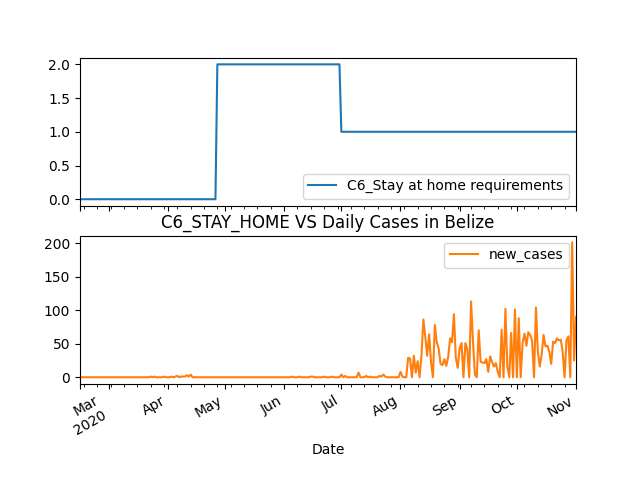 2.0
1.5
1.0
0.5
0.0
C6_Stay at home requirements
C6_STAY_HOME VS Daily Cases in Belize
200
150
100
50
0
new_cases
Mar
2020
Apr
May
Jun
Jul
Aug
Sep
Oct
Nov
Date